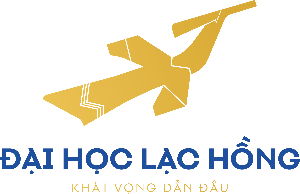 ĐẠI HỌC LẠC HỒNG
KHÁT VỌNG DẪN ĐẦU